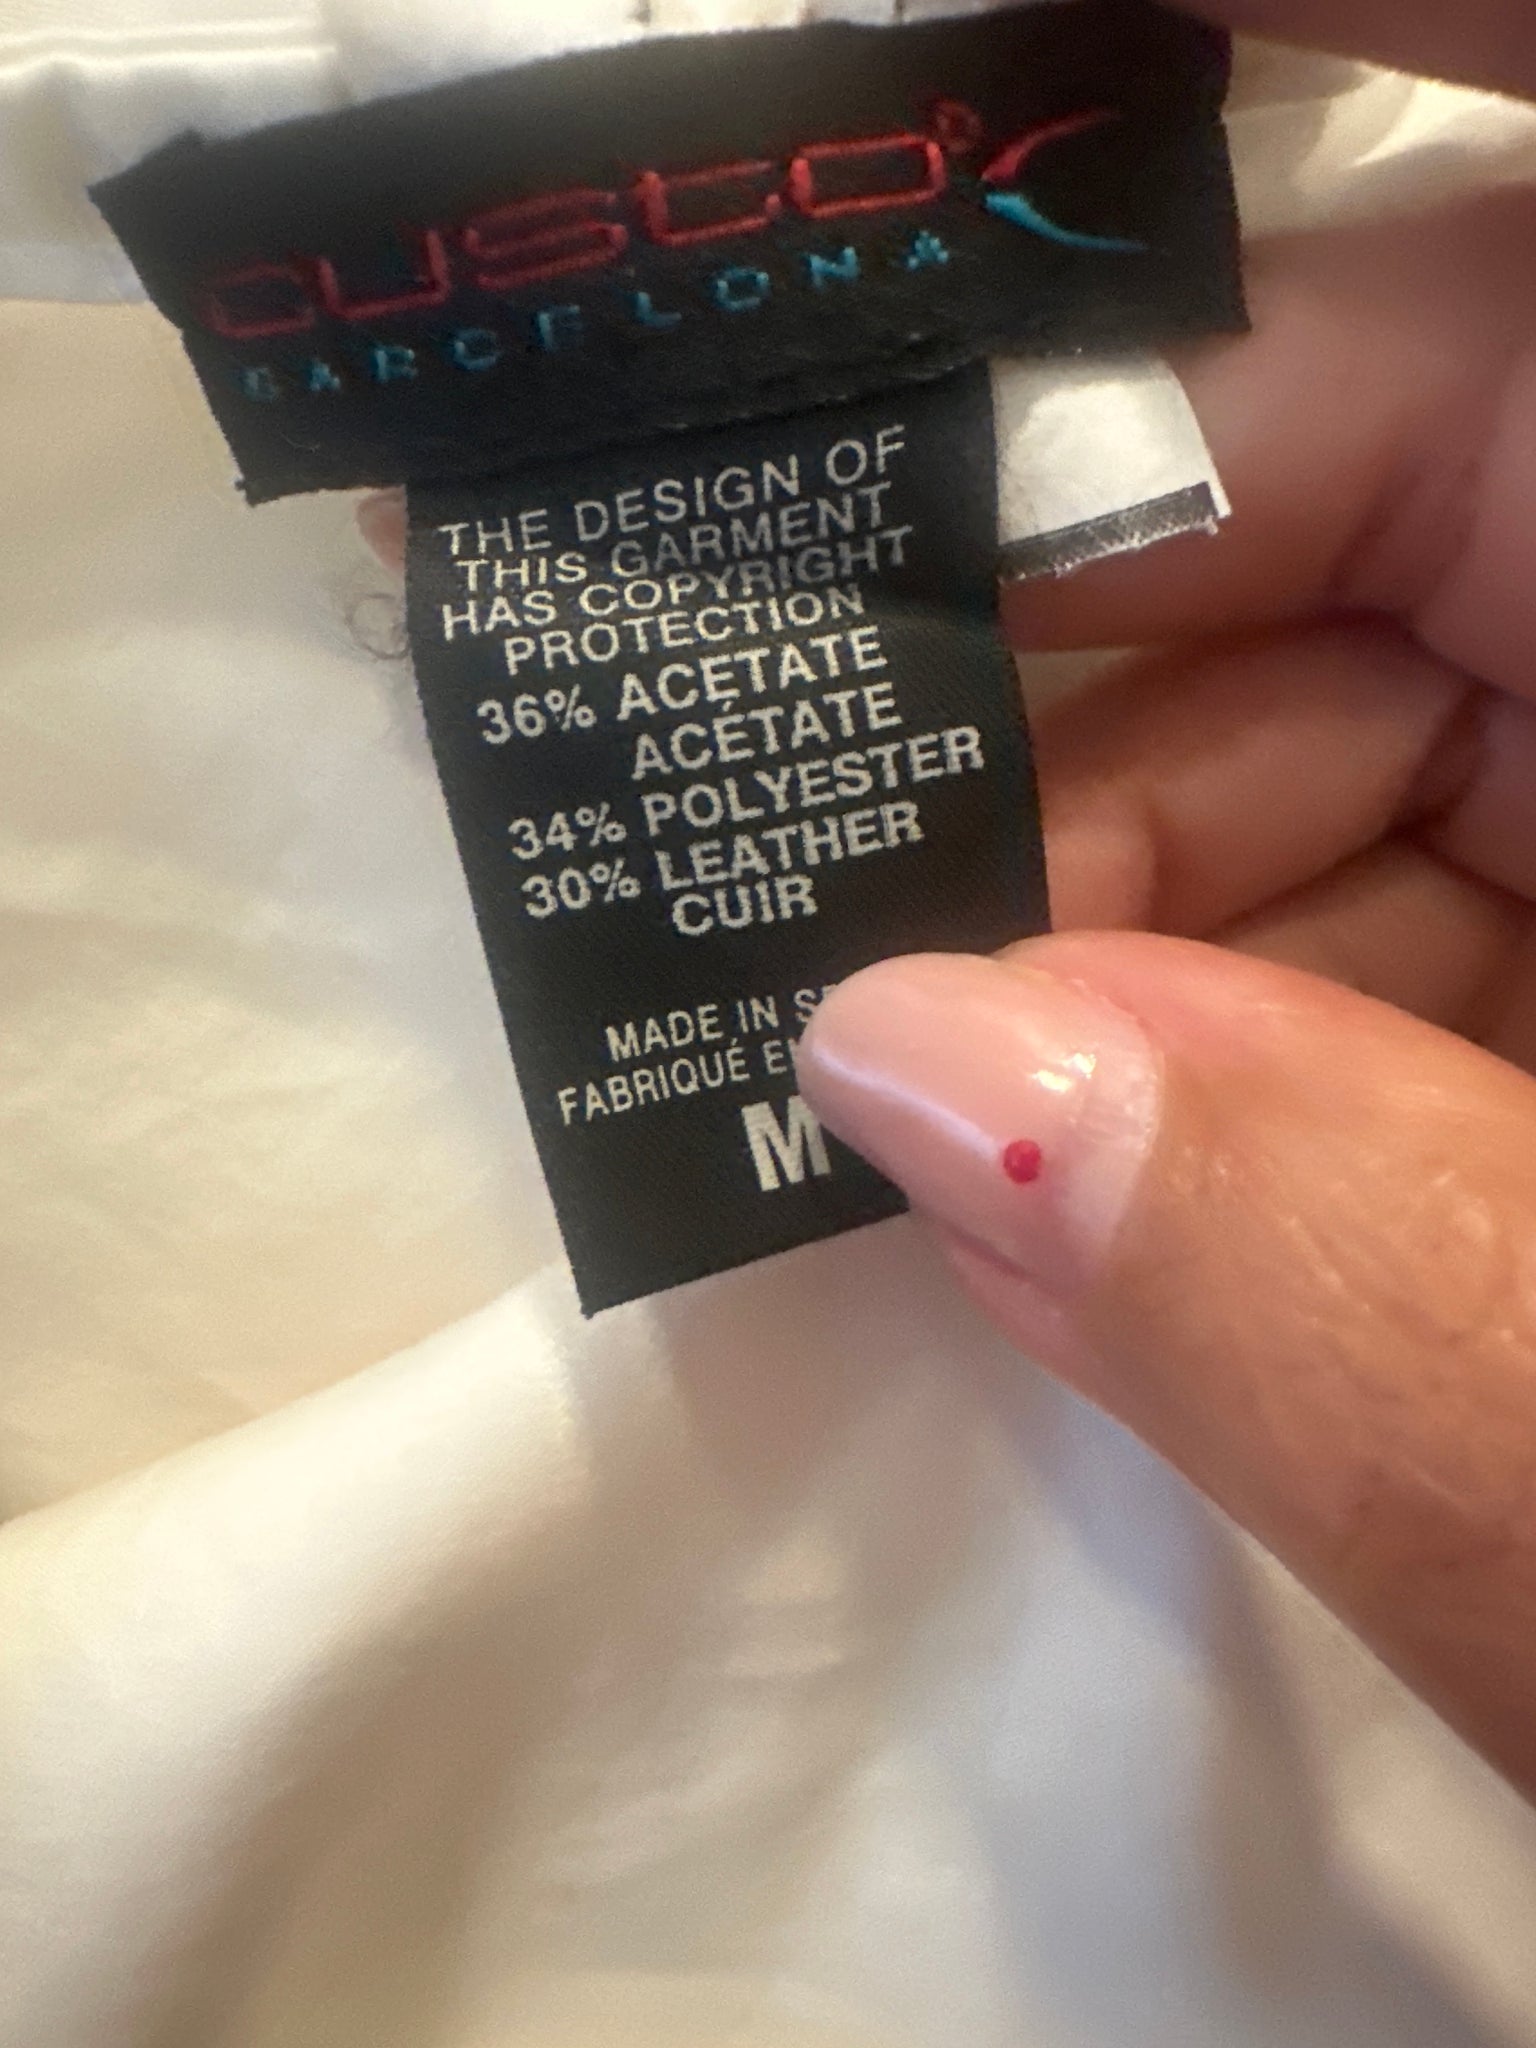 CUSTO
BARCELONA
THE DESIGN OF
THIS GARMENT
HAS COPYRIGHT
PROTECTION
36% ACETATE
ACÉTATE
34% POLYESTER
30% LEATHER
CUIR
MADE IN
FABRIQUÉ
M